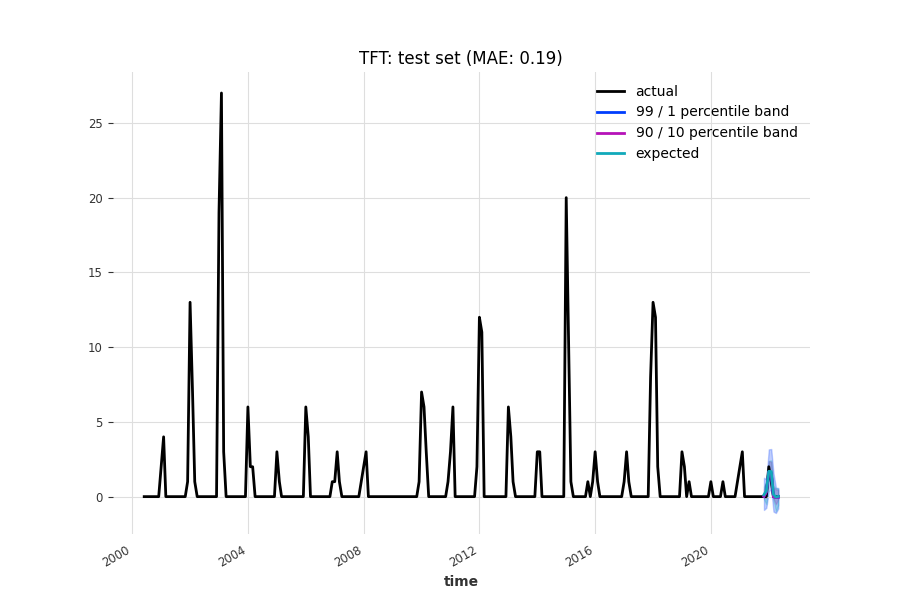 TFT: test set (MAE: 0.19)
actual
99 / 1 percentile band
90 / 10 percentile band
expected
25
20
15
10
5
0
2000
2004
2008
2012
2016
2020
time